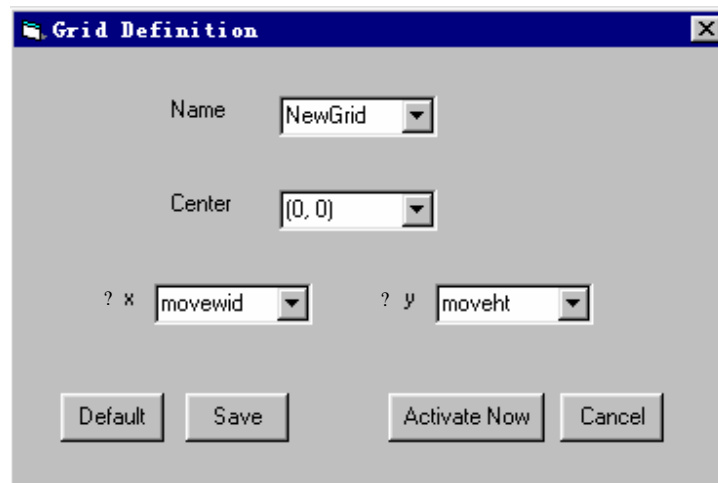 Grid Definition
Name NewGrid
Center (0, 0)
? x movewid ? y moveht
Default Save Activate Now Cancel